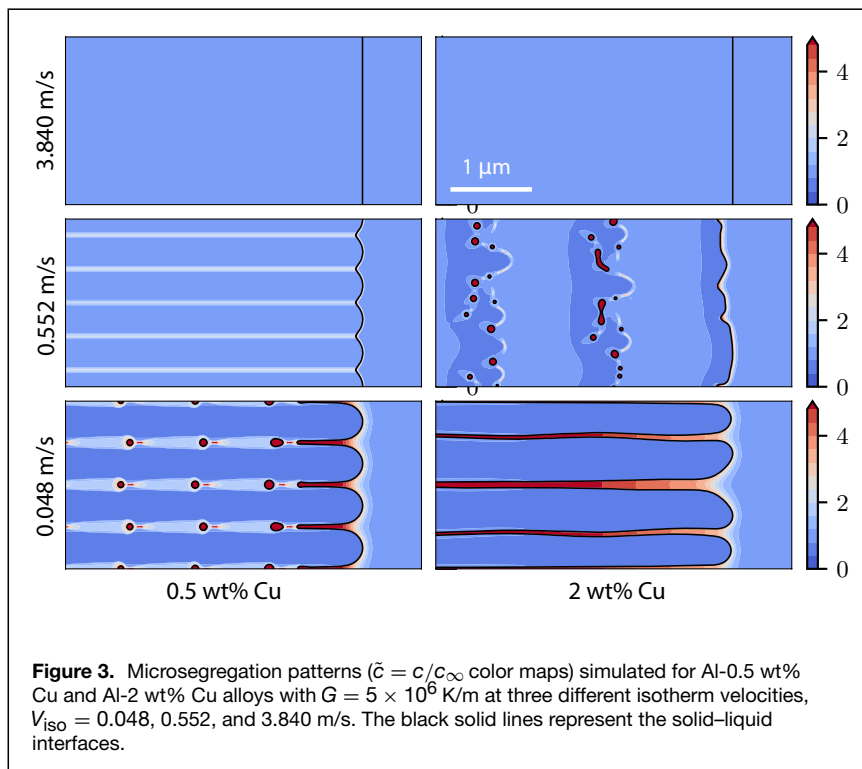 3.840 m/s
1 μm
4
2
0
0
0.552 m/s
4
2
0
0
0.048 m/s
4
2
0
0.5 wt% Cu
2 wt% Cu
Figure 3. Microsegregation patterns (c̃ = c/c∞ color maps) simulated for Al-0.5 wt%
Cu and Al-2 wt% Cu alloys with G = 5 × 10⁶ K/m at three different isotherm velocities,
V_iso = 0.048, 0.552, and 3.840 m/s. The black solid lines represent the solid–liquid
interfaces.